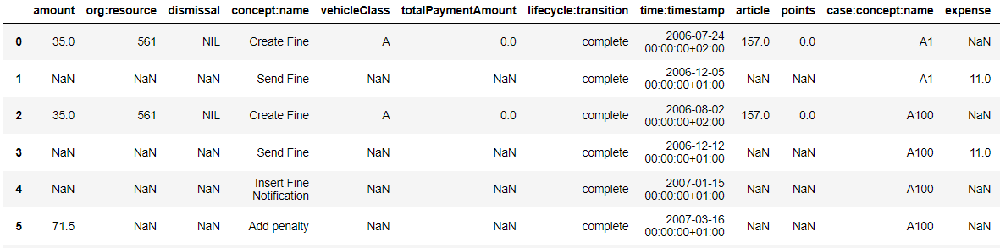 amount org:resource dismissal concept:name vehicleClass totalPaymentAmount lifecycle:transition time:timestamp article points case:concept:name expense
0 35.0 561 NIL Create Fine A 0.0 complete 2006-07-24 00:00:00+02:00 157.0 0.0 A1 NaN
1 NaN NaN NaN Send Fine NaN NaN complete 2006-12-05 00:00:00+01:00 NaN NaN A1 11.0
2 35.0 561 NIL Create Fine A 0.0 complete 2006-08-02 00:00:00+02:00 157.0 0.0 A100 NaN
3 NaN NaN NaN Send Fine NaN NaN complete 2006-12-12 00:00:00+01:00 NaN NaN A100 11.0
4 NaN NaN NaN Insert Fine Notification NaN NaN complete 2007-01-15 00:00:00+01:00 NaN NaN A100 NaN
5 71.5 NaN NaN Add penalty NaN NaN complete 2007-03-16 00:00:00+01:00 NaN NaN A100 NaN